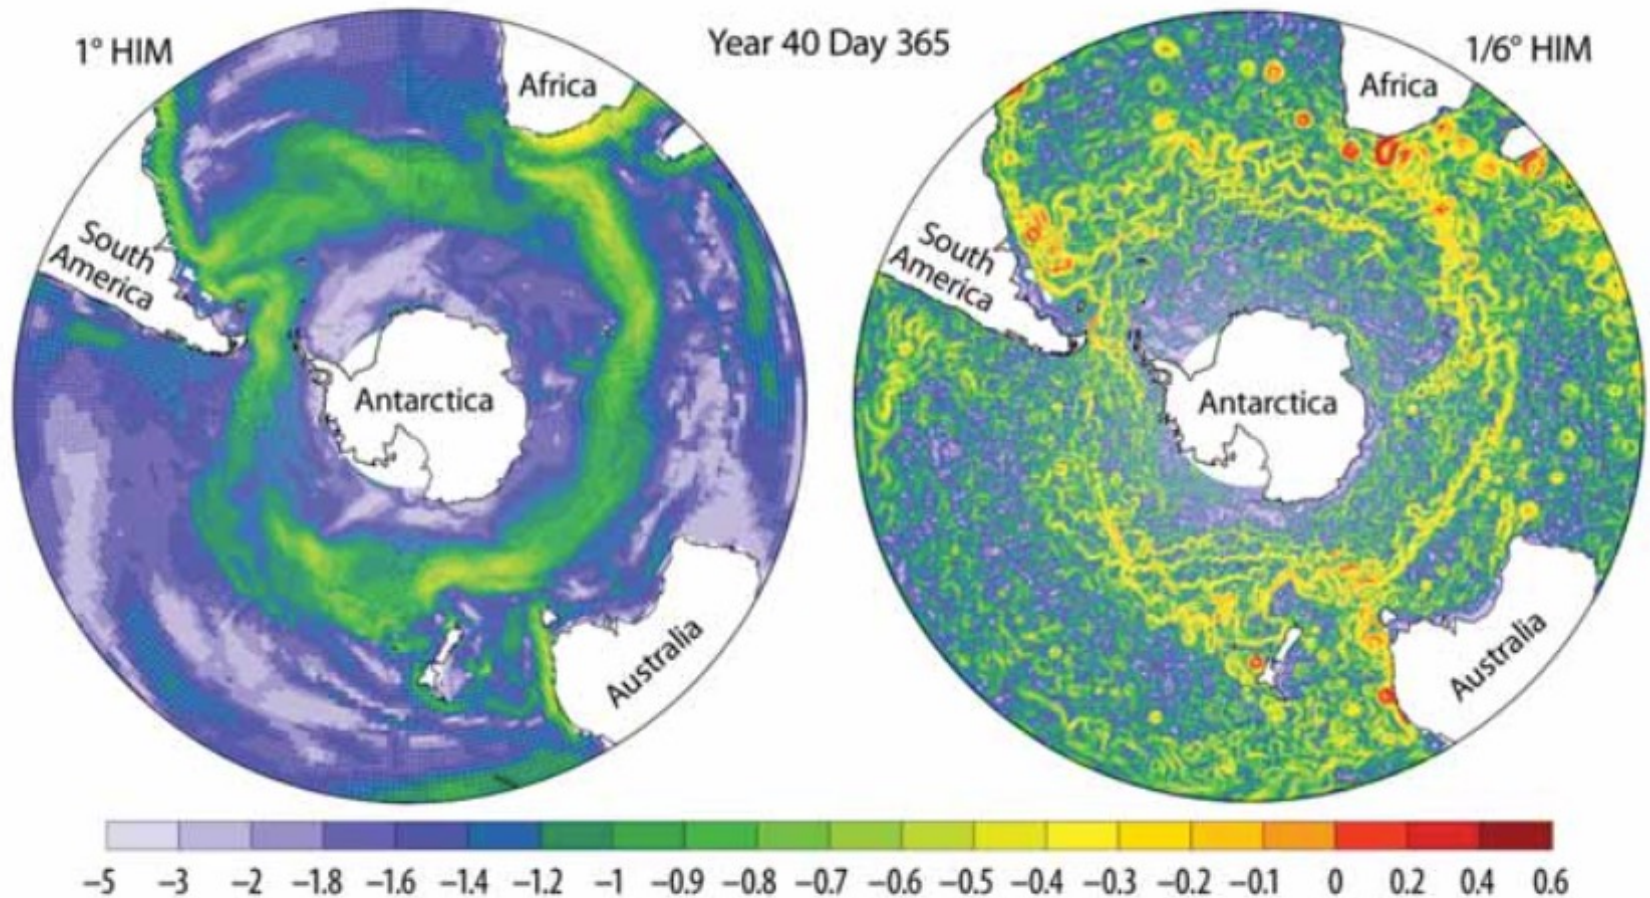 1° HIM
Year 40 Day 365
1/6° HIM
Africa
Africa
South
America
South
America
Antarctica
Antarctica
Australia
Australia
−5 −3 −2 −1.8 −1.6 −1.4 −1.2 −1 −0.9 −0.8 −0.7 −0.6 −0.5 −0.4 −0.3 −0.2 −0.1 0 0.2 0.4 0.6